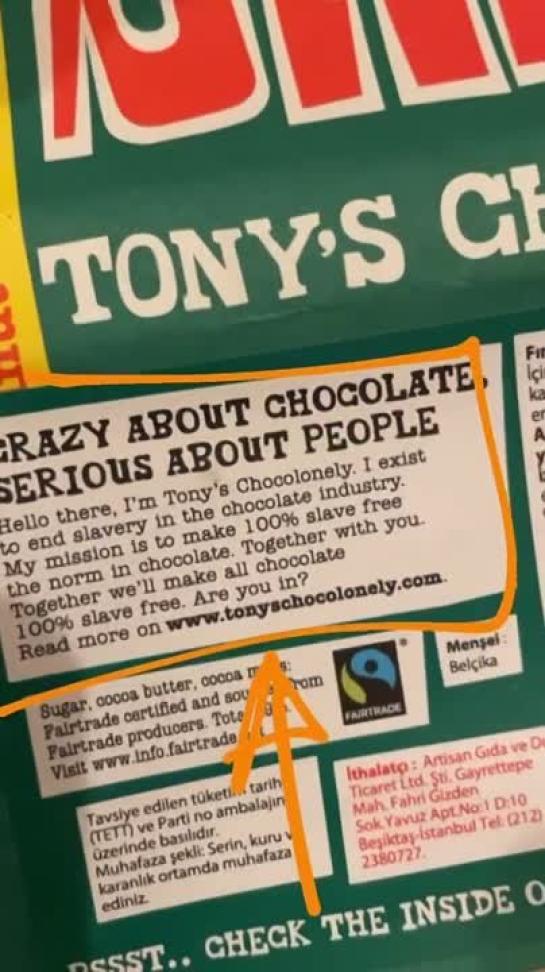 TONY'S
CRAZY ABOUT CHOCOLATE,
SERIOUS ABOUT PEOPLE
Hello there, I'm Tony's Chocolonely. I exist
to end slavery in the chocolate industry.
My mission is to make 100% slave free
the norm in chocolate. Together with you.
Together we'll make all chocolate
100% slave free. Are you in?
Read more on www.tonyschocolonely.com.
Sugar, cocoa butter, cocoa
Fairtrade certified and from
Fairtrade producers.
Visit www.info.fairtrade
FAIRTRADE
Menşei :
Belçika
Tavsiye edilen tüketim tarih
(TETT) ve Parti no ambalajın
üzerinde basılıdır.
Muhafaza şekli: Serin, kuru v
karanlık ortamda muhafaza
ediniz.
İthalatçı : Artisan Gıda ve De
Ticaret Ltd. Şti. Gayrettepe
Mah. Fahri Gizden
Sok.Yavuz Apt.No:1 D:10
Beşiktaş-İstanbul Tel: (212)
2380727.
PSSST.. CHECK THE INSIDE O